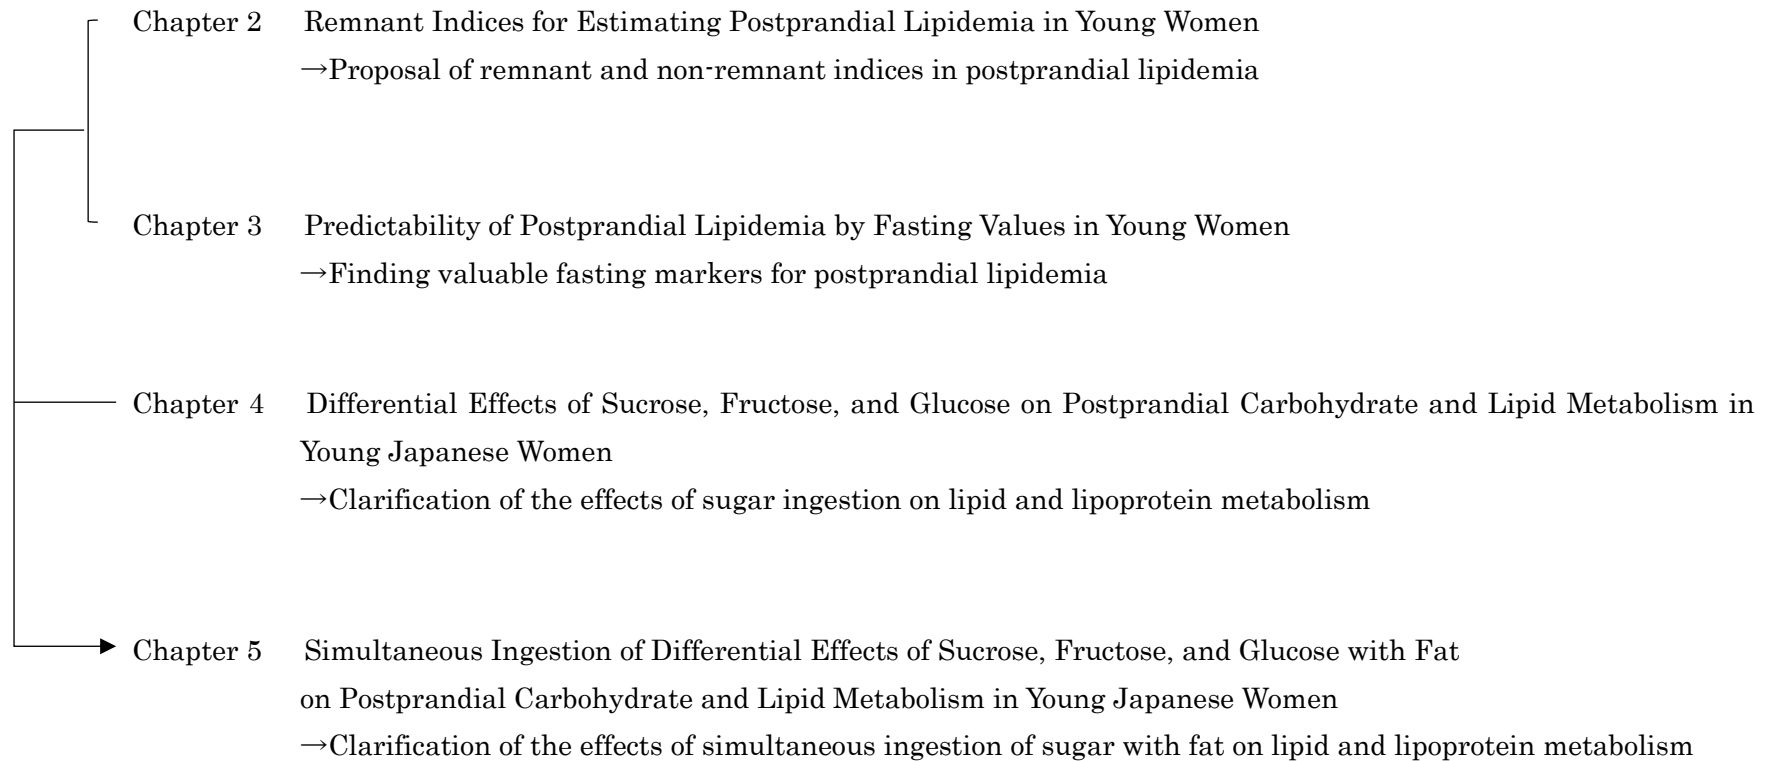 Chapter 2 Remnant Indices for Estimating Postprandial Lipidemia in Young Women
→Proposal of remnant and non-remnant indices in postprandial lipidemia
Chapter 3 Predictability of Postprandial Lipidemia by Fasting Values in Young Women
→Finding valuable fasting markers for postprandial lipidemia
Chapter 4 Differential Effects of Sucrose, Fructose, and Glucose on Postprandial Carbohydrate and Lipid Metabolism in
Young Japanese Women
→Clarification of the effects of sugar ingestion on lipid and lipoprotein metabolism
Chapter 5 Simultaneous Ingestion of Differential Effects of Sucrose, Fructose, and Glucose with Fat
on Postprandial Carbohydrate and Lipid Metabolism in Young Japanese Women
→Clarification of the effects of simultaneous ingestion of sugar with fat on lipid and lipoprotein metabolism